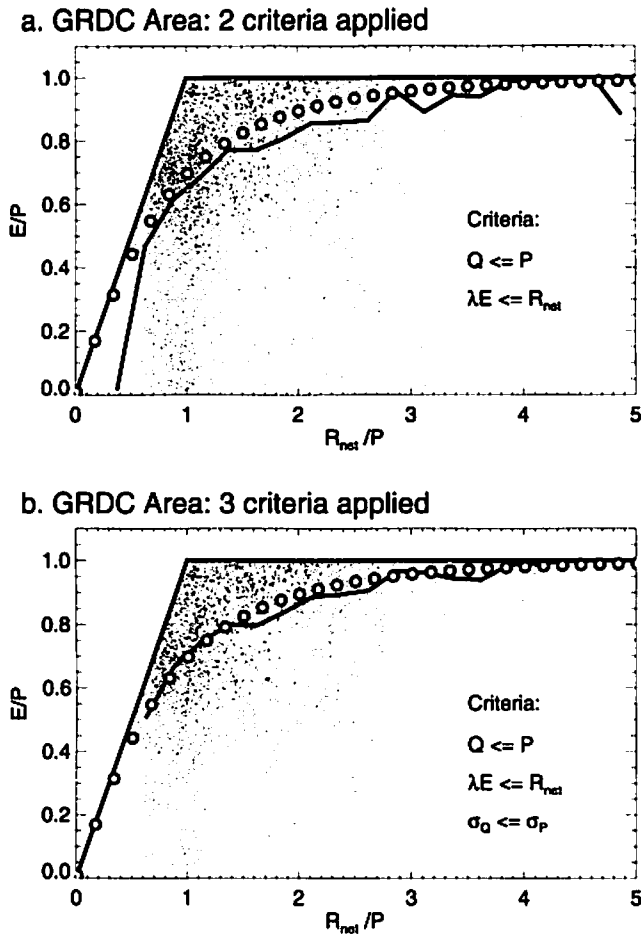 a. GRDC Area: 2 criteria applied
1.0
0.8
0.6
0.4
0.2
0.0
E/P
Criteria:
Q <= P
λE <= Rnet
0
1
2
3
4
5
Rnet/P
b. GRDC Area: 3 criteria applied
1.0
0.8
0.6
0.4
0.2
0.0
E/P
Criteria:
Q <= P
λE <= Rnet
σQ <= σP
0
1
2
3
4
5
Rnet/P